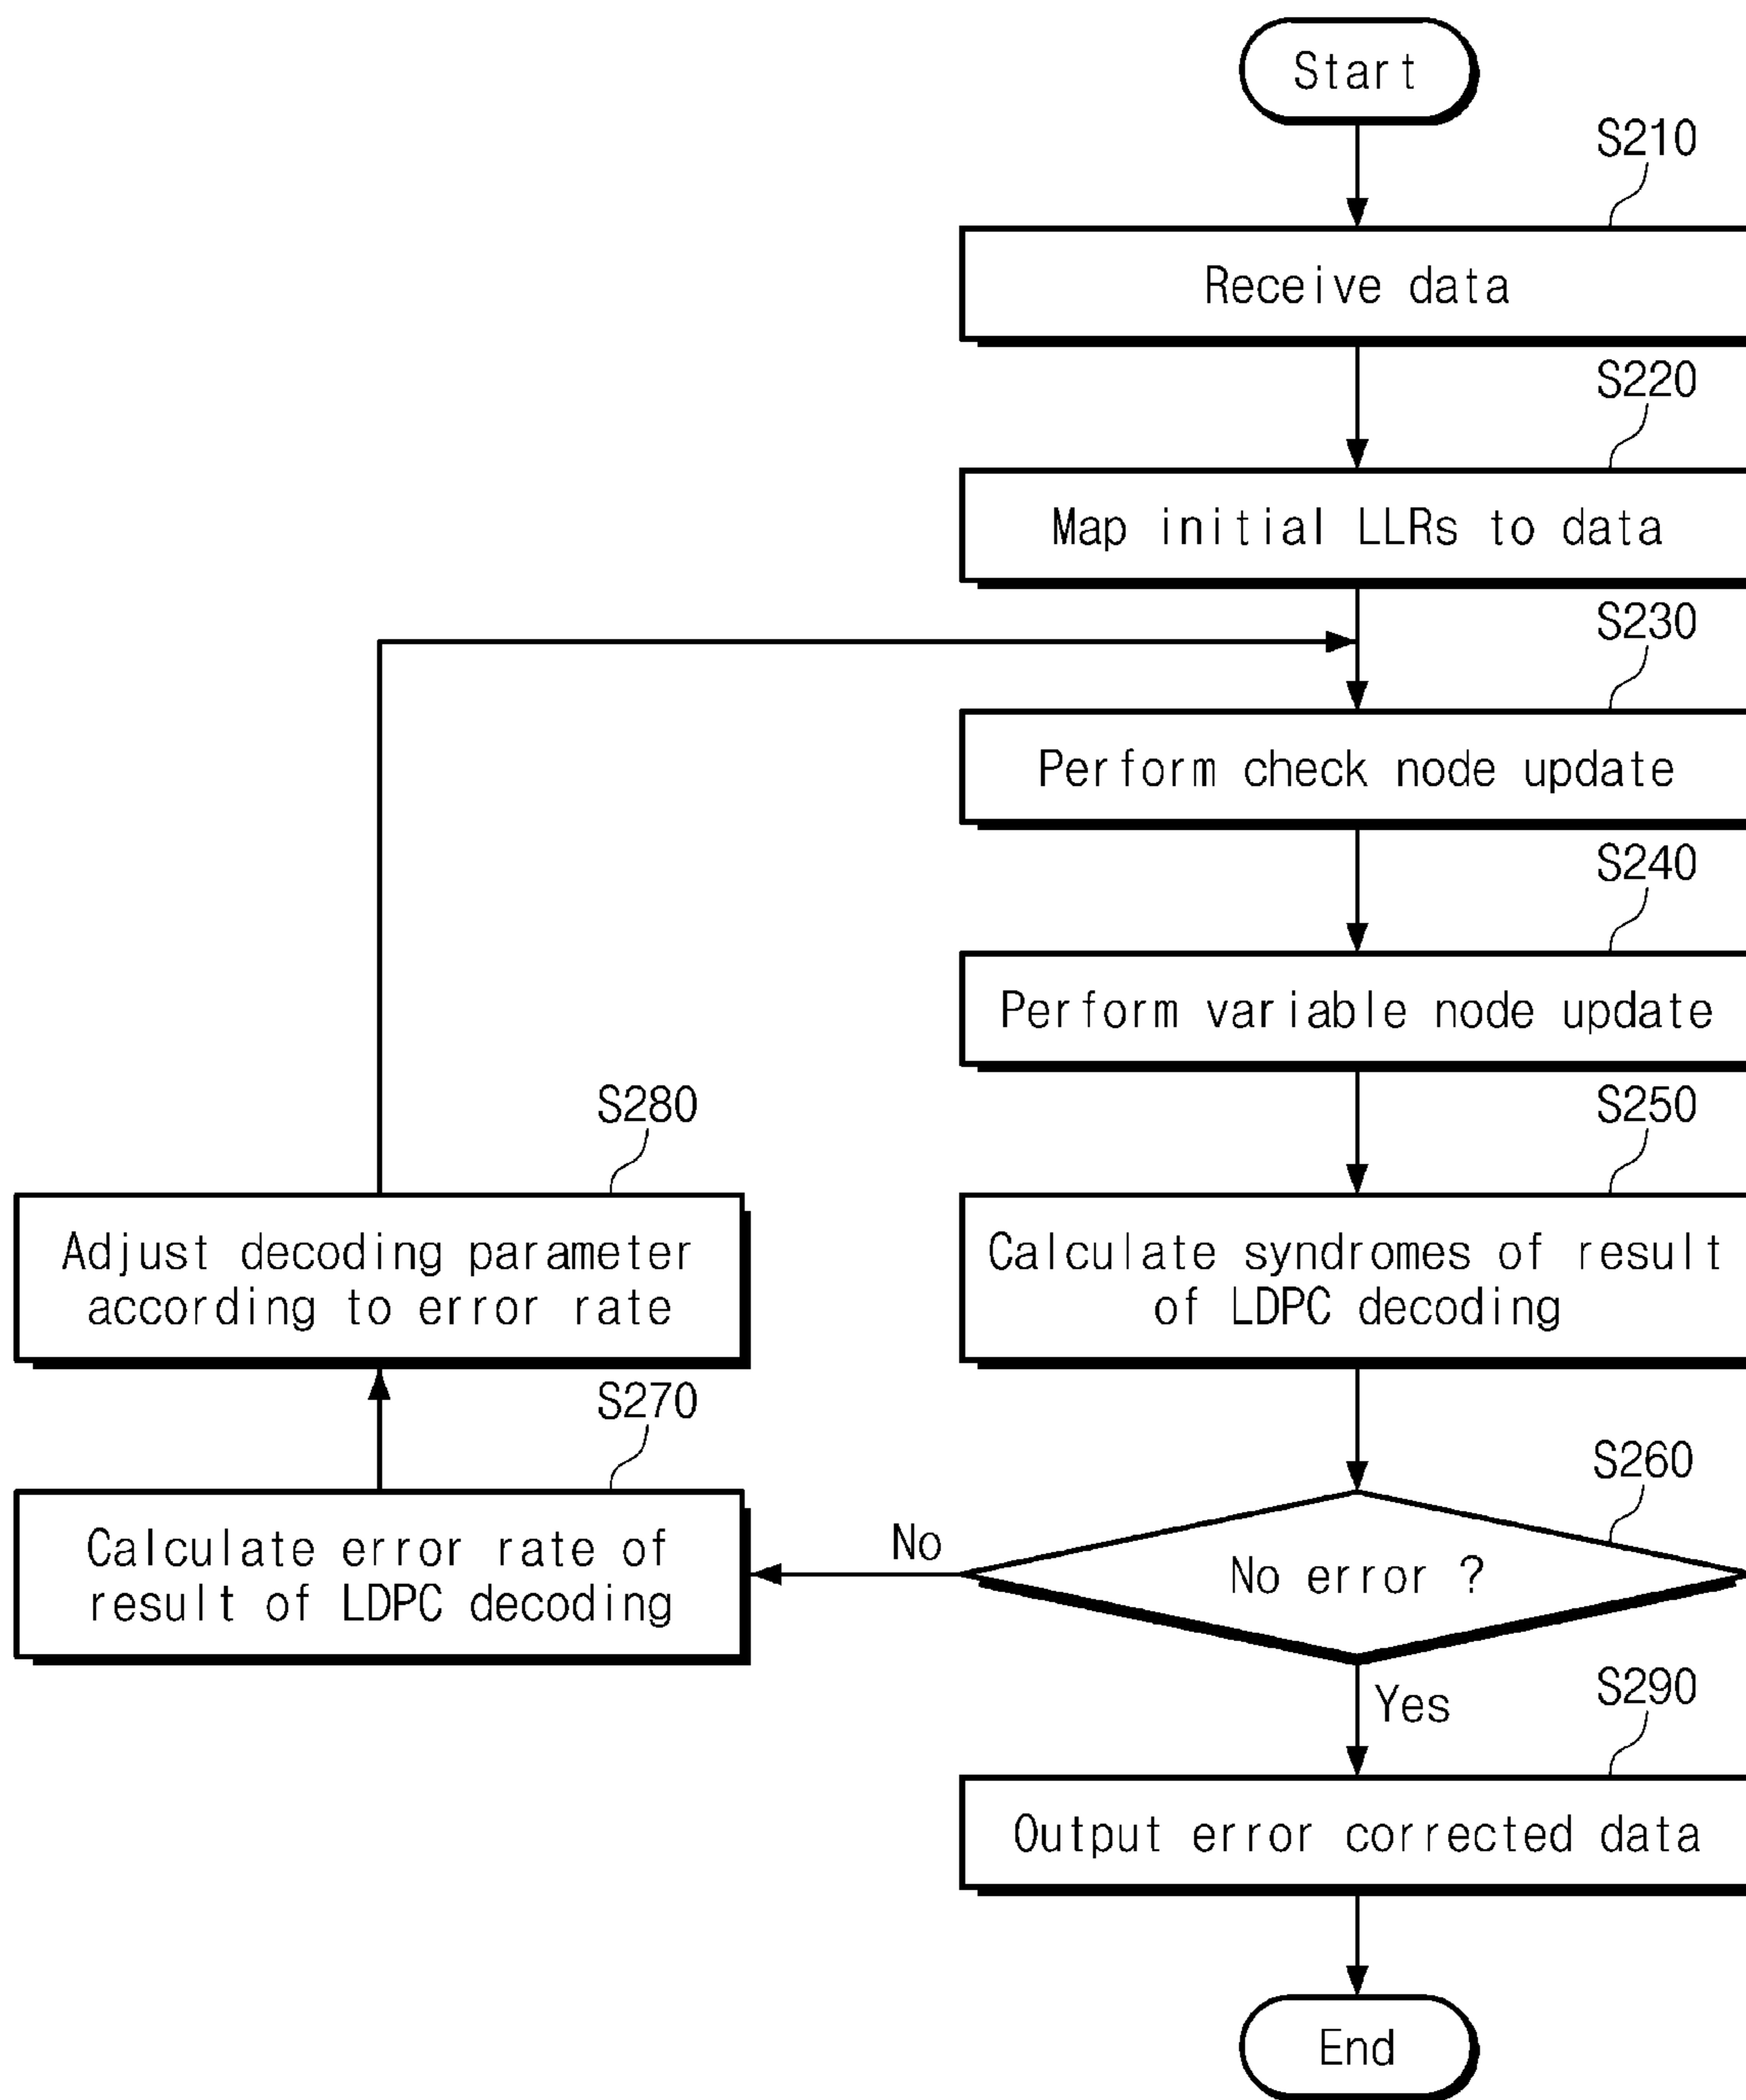 Start
S210
Receive data
S220
Map initial LLRs to data
S230
Perform check node update
S240
Perform variable node update
S250
Calculate syndromes of result
of LDPC decoding
S260
No error ?
No
S270
Calculate error rate of
result of LDPC decoding
S280
Adjust decoding parameter
according to error rate
Yes
S290
Output error corrected data
End